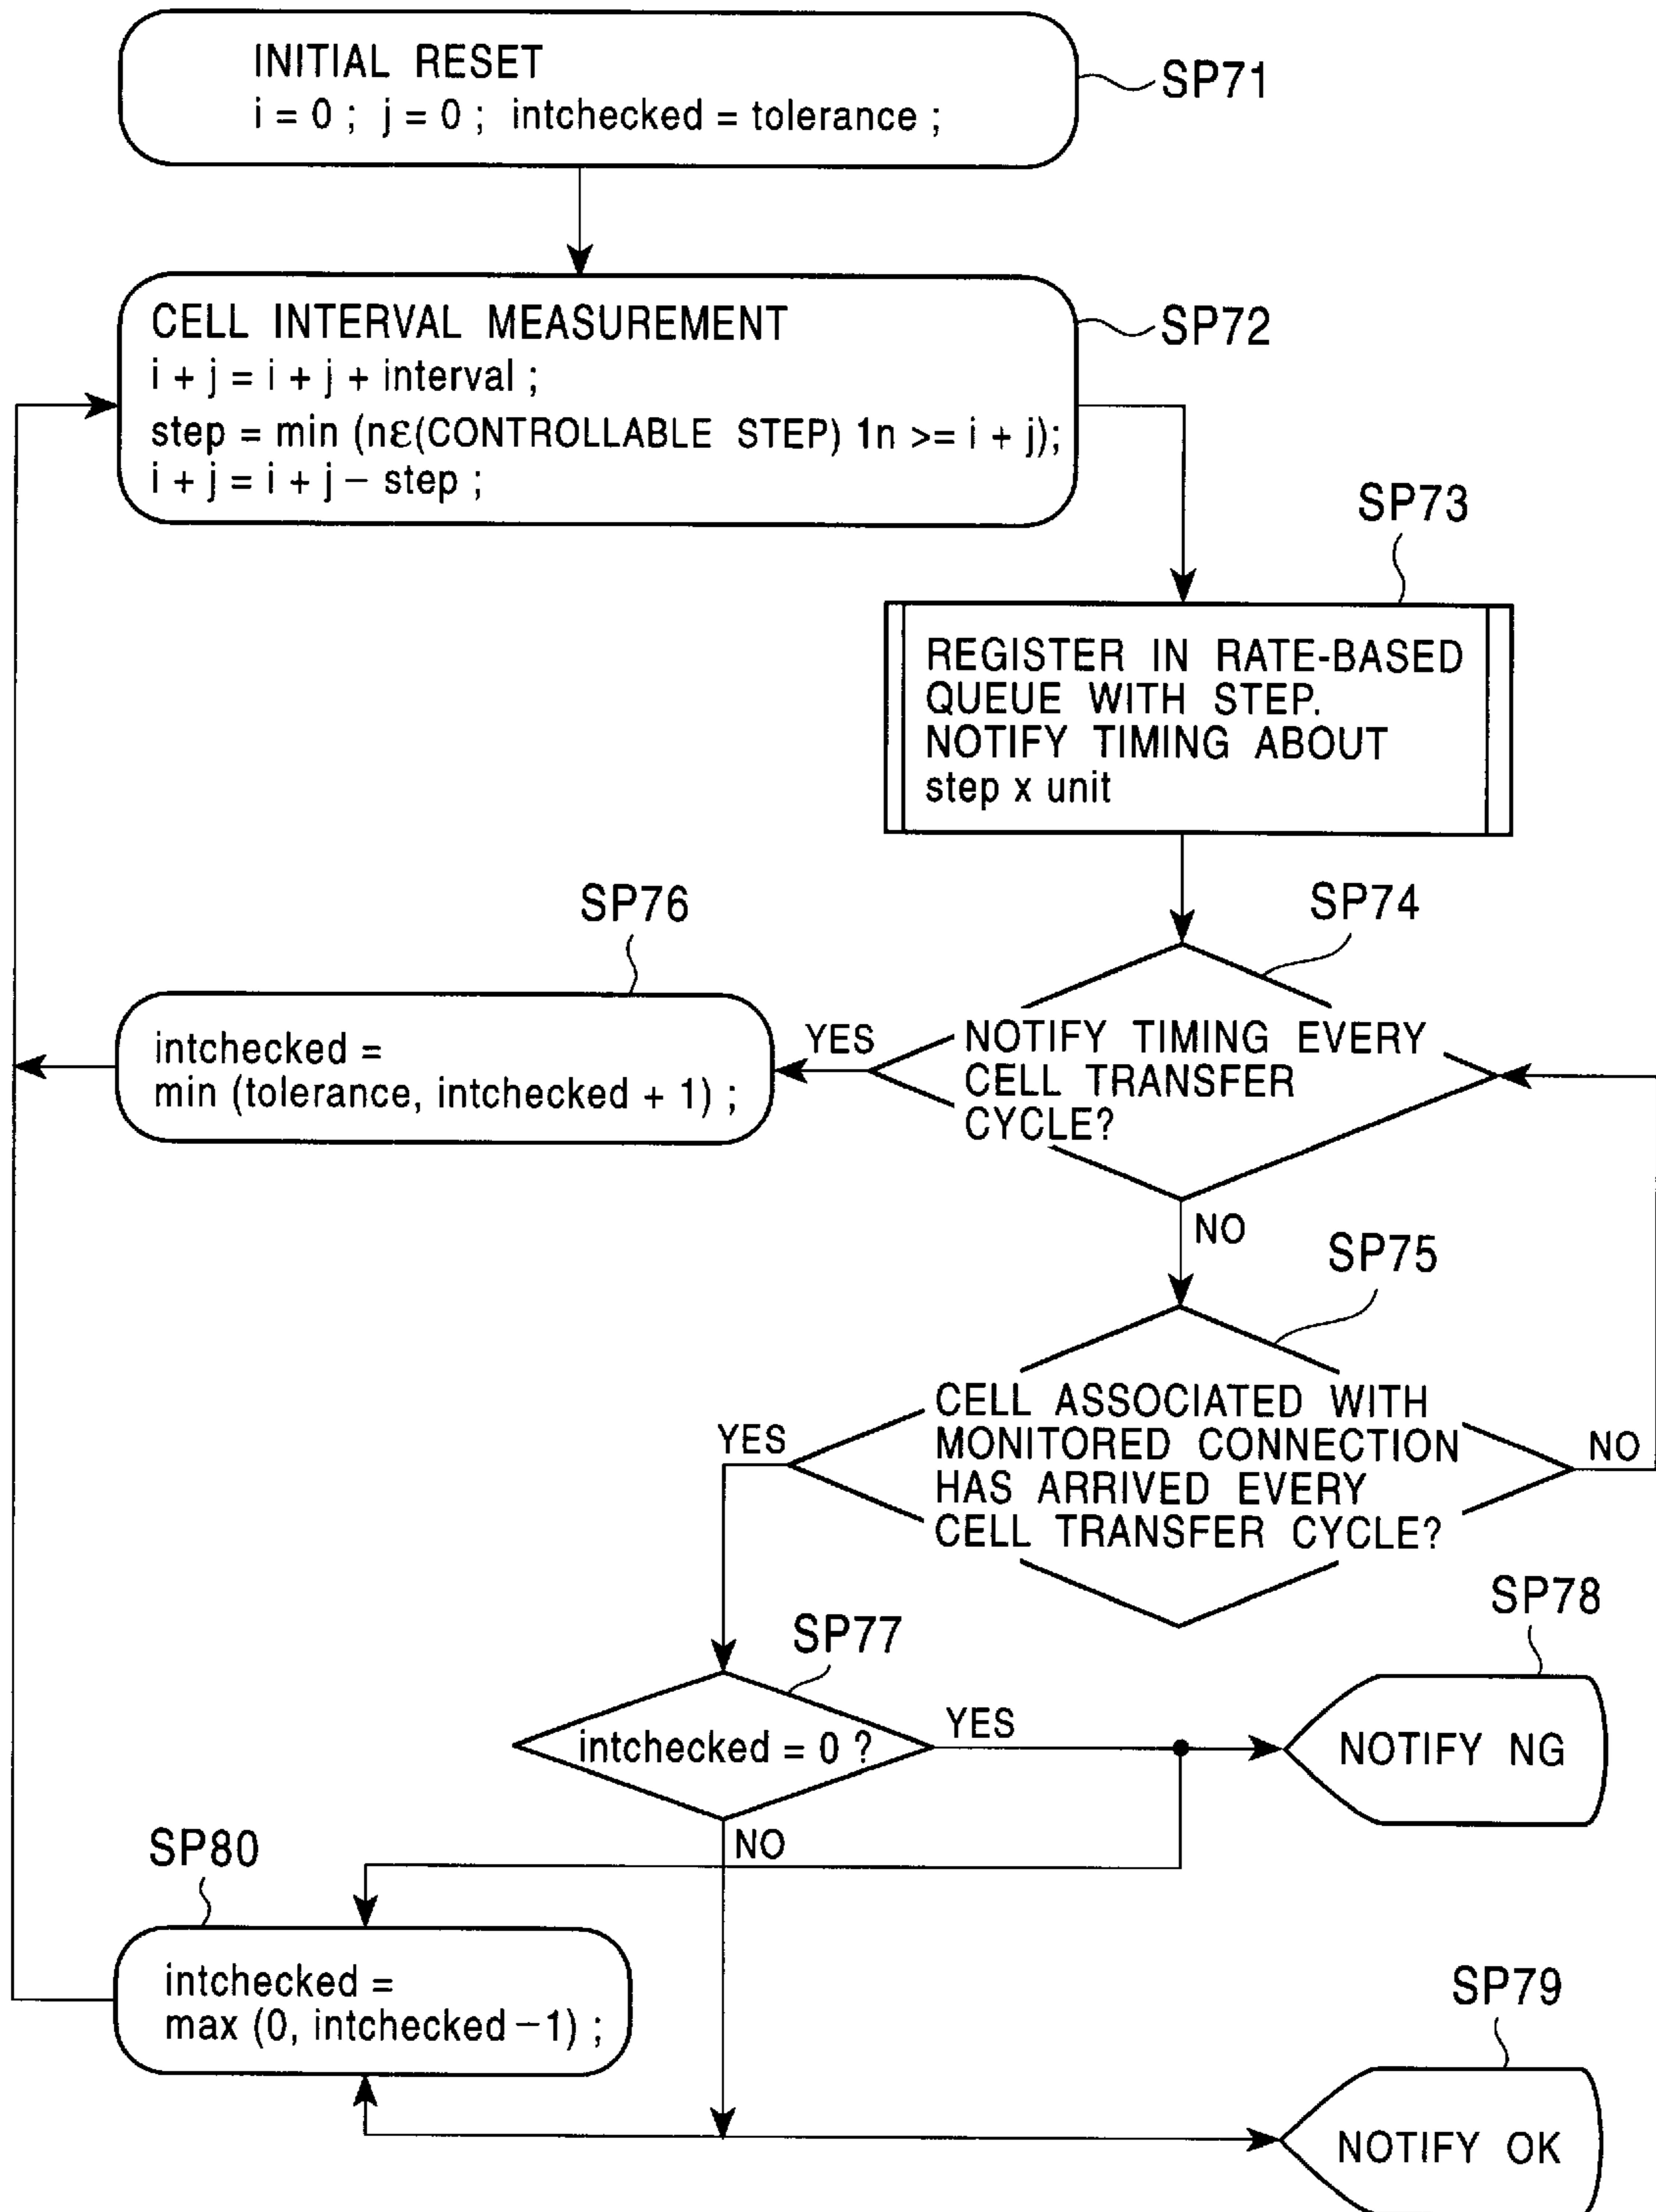 INITIAL RESET
i = 0 ; j = 0 ; intchecked = tolerance ;
SP71
CELL INTERVAL MEASUREMENT
i + j = i + j + interval ;
step = min (nε(CONTROLLABLE STEP) 1n >= i + j);
i + j = i + j − step ;
SP72
SP73
REGISTER IN RATE-BASED
QUEUE WITH STEP.
NOTIFY TIMING ABOUT
step x unit
SP76
SP74
intchecked =
min (tolerance, intchecked + 1) ;
YES
NOTIFY TIMING EVERY
CELL TRANSFER
CYCLE?
NO
SP75
YES
CELL ASSOCIATED WITH
MONITORED CONNECTION
HAS ARRIVED EVERY
CELL TRANSFER CYCLE?
NO
SP78
SP77
intchecked = 0 ?
YES
NOTIFY NG
NO
SP80
intchecked =
max (0, intchecked −1) ;
SP79
NOTIFY OK